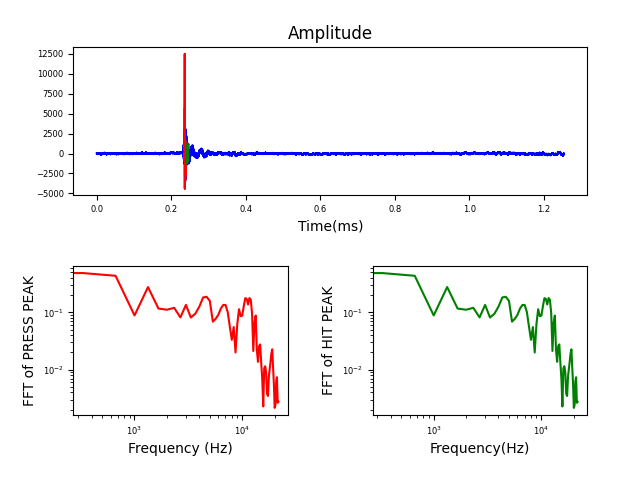 Amplitude
12500
10000
7500
5000
2500
0
−2500
−5000
0.0 0.2 0.4 0.6 0.8 1.0 1.2
Time(ms)
FFT of PRESS PEAK
10⁻¹
10⁻²
10³ 10⁴
Frequency (Hz)
FFT of HIT PEAK
10⁻¹
10⁻²
10³ 10⁴
Frequency(Hz)